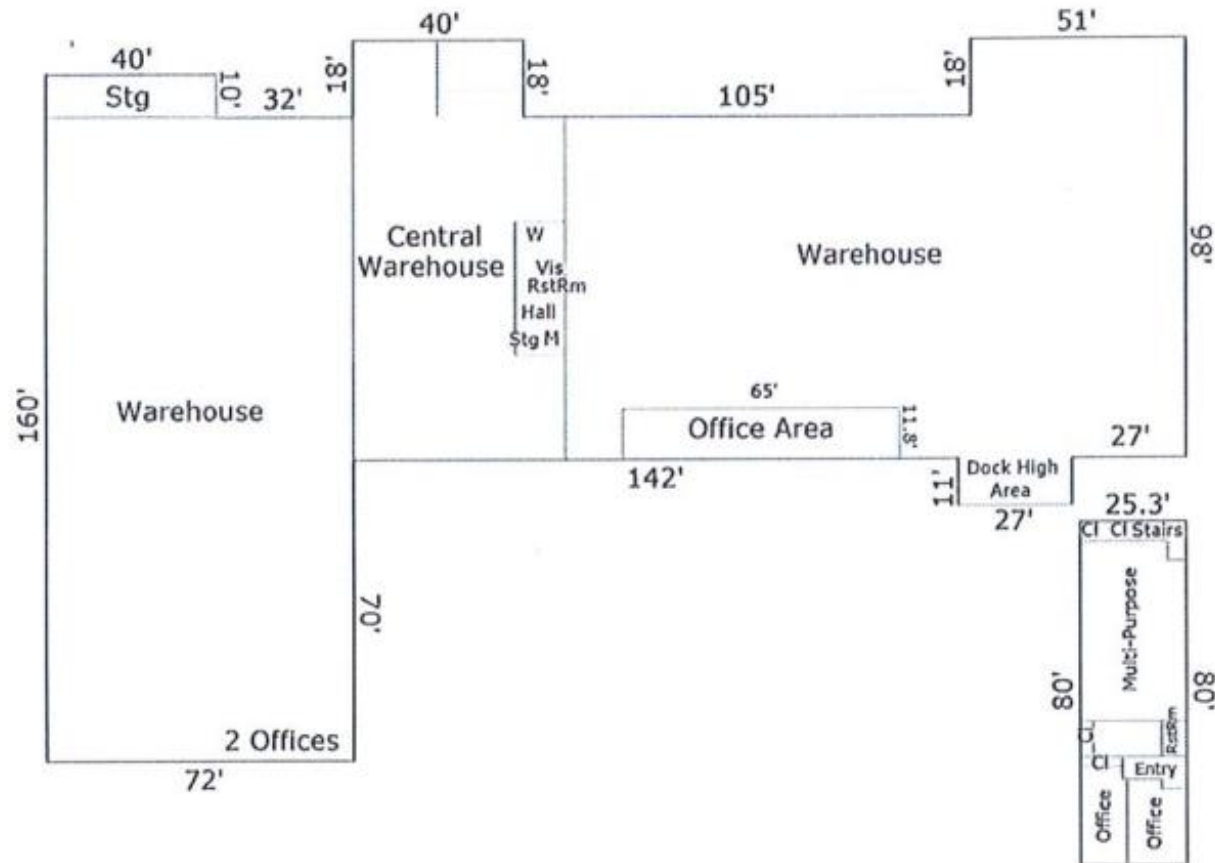 40'
51'
40'
18'
18'
18'
Stg
10'
32'
105'
Central
Warehouse
W
Vis
RstRm
Hall
Stg M
Warehouse
98'
160'
Warehouse
65'
Office Area
11.8'
27'
142'
11'
Dock High
Area
27'
25.3'
Cl Cl Stairs
70'
Multi-Purpose
80'
80'
2 Offices
72'
Cl
RstRm
Cl
Entry
Office
Office